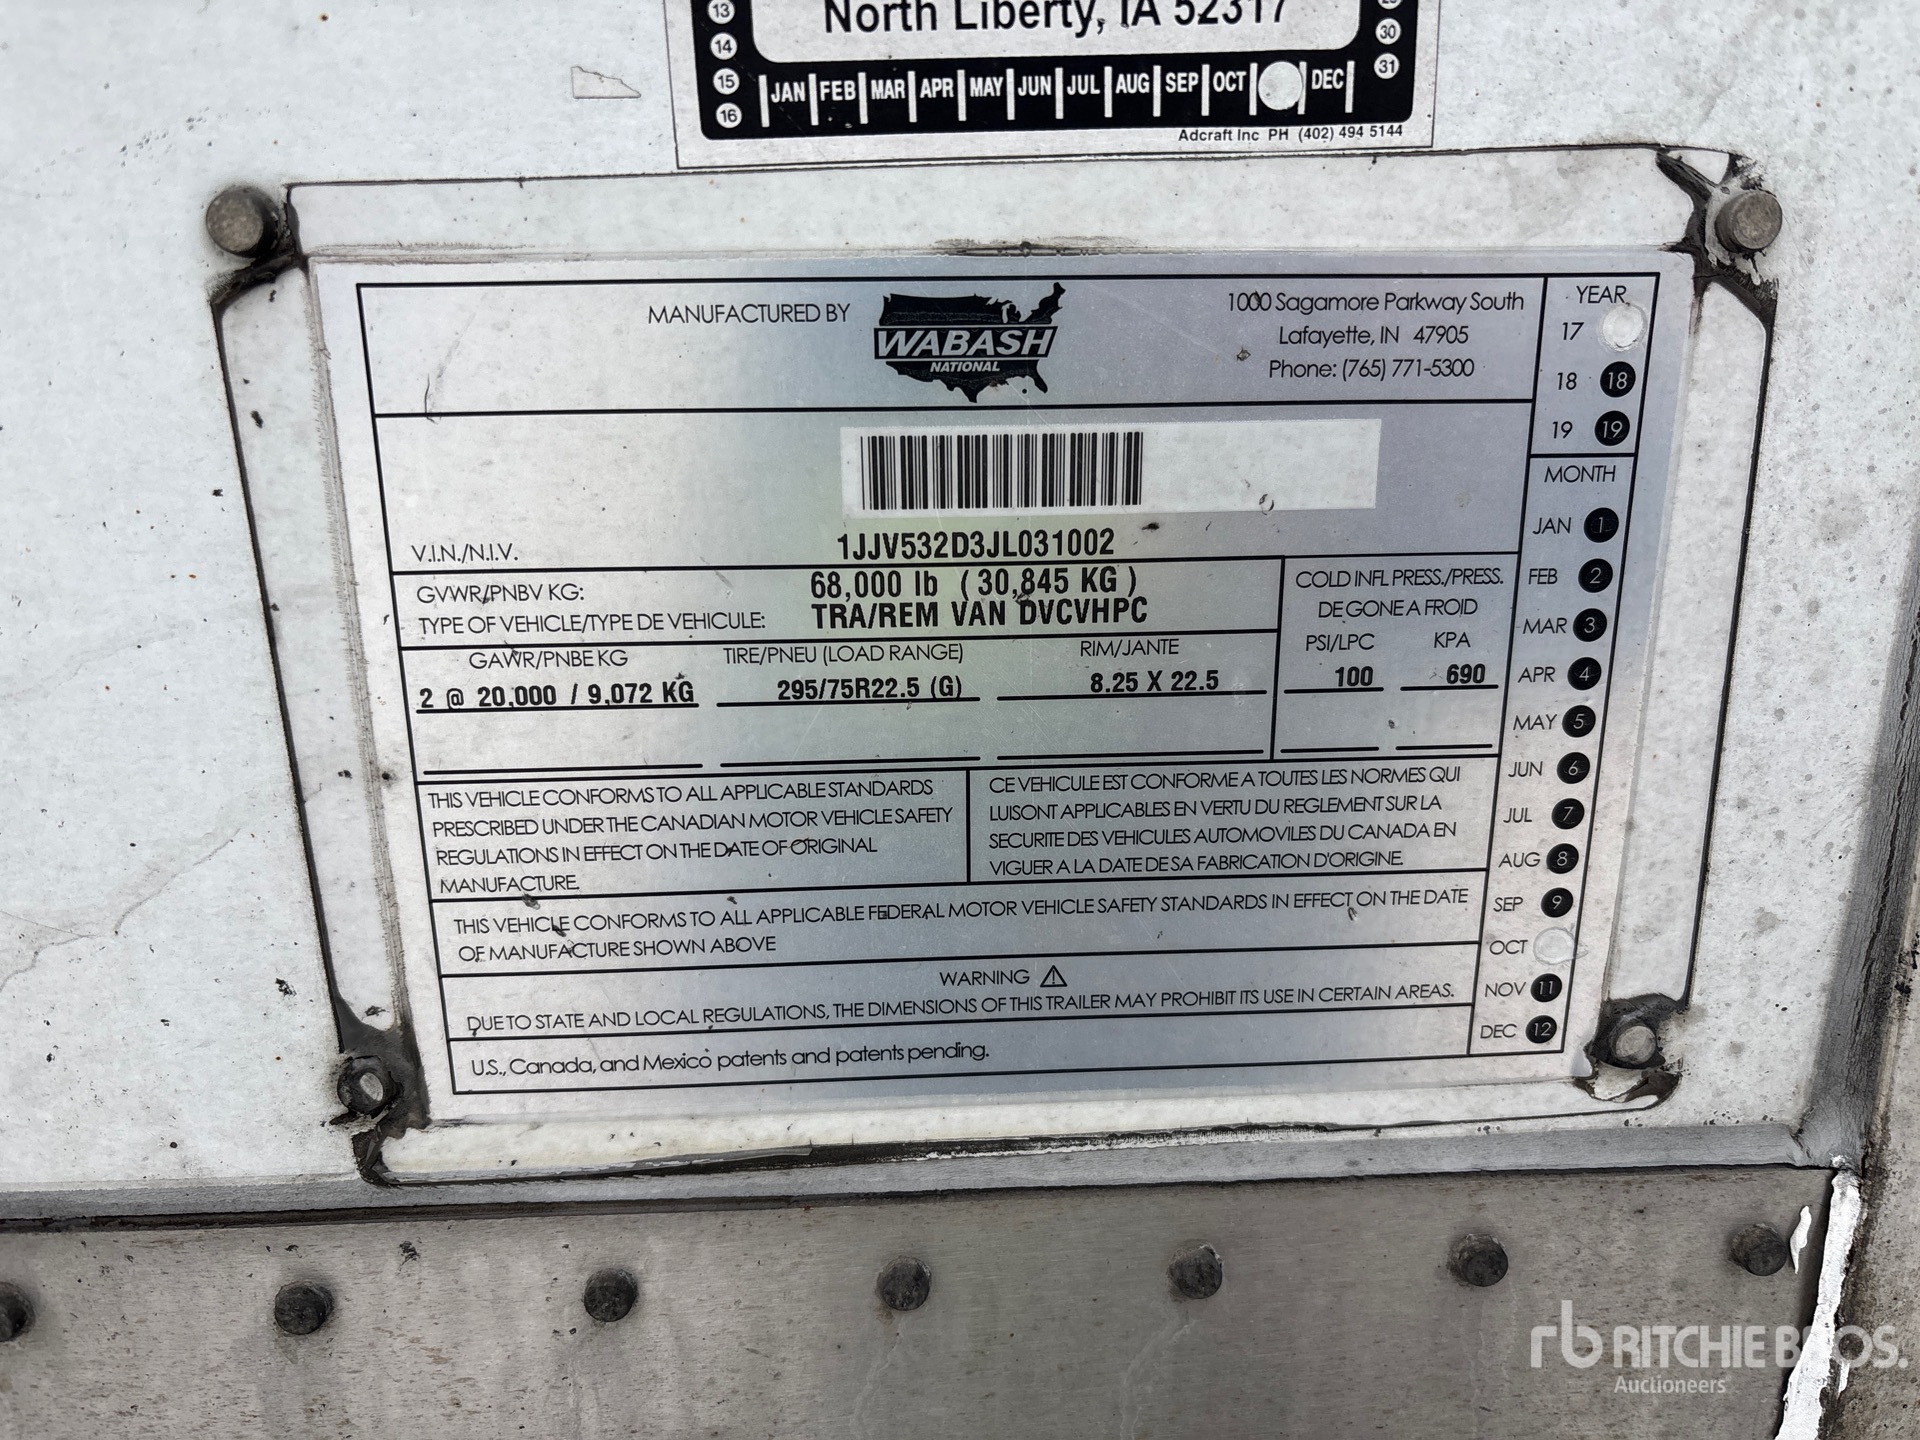 13
14
15
16
North Liberty, IA 52317
30
31
JAN FEB MAR APR MAY JUN JUL AUG SEP OCT DEC
Adcraft Inc PH (402) 494 5144
MANUFACTURED BY
WABASH
NATIONAL
1000 Sagamore Parkway South
Lafayette, IN 47905
Phone: (765) 771-5300
YEAR
17
18 18
19 19
V.I.N./N.I.V. 1JJV532D3JL031002
GVWR/PNBV KG: 68,000 lb ( 30,845 KG )
TYPE OF VEHICLE/TYPE DE VEHICULE: TRA/REM VAN DVCVHPC
COLD INFL PRESS./PRESS.
DE GONE A FROID
GAWR/PNBE KG TIRE/PNEU (LOAD RANGE) RIM/JANTE PSI/LPC KPA
2 @ 20,000 / 9,072 KG 295/75R22.5 (G) 8.25 X 22.5 100 690
THIS VEHICLE CONFORMS TO ALL APPLICABLE STANDARDS
PRESCRIBED UNDER THE CANADIAN MOTOR VEHICLE SAFETY
REGULATIONS IN EFFECT ON THE DATE OF ORIGINAL
MANUFACTURE.
CE VEHICULE EST CONFORME A TOUTES LES NORMES QUI
LUISONT APPLICABLES EN VERTU DU REGLEMENT SUR LA
SECURITE DES VEHICULES AUTOMOVILES DU CANADA EN
VIGUER A LA DATE DE SA FABRICATION D'ORIGINE.
THIS VEHICLE CONFORMS TO ALL APPLICABLE FEDERAL MOTOR VEHICLE SAFETY STANDARDS IN EFFECT ON THE DATE
OF MANUFACTURE SHOWN ABOVE
WARNING
DUE TO STATE AND LOCAL REGULATIONS, THE DIMENSIONS OF THIS TRAILER MAY PROHIBIT ITS USE IN CERTAIN AREAS.
U.S., Canada, and Mexico patents and patents pending.
MONTH
JAN 1
FEB 2
MAR 3
APR 4
MAY 5
JUN 6
JUL 7
AUG 8
SEP 9
OCT
NOV 11
DEC 12
rb RITCHIE BROS.
Auctioneers